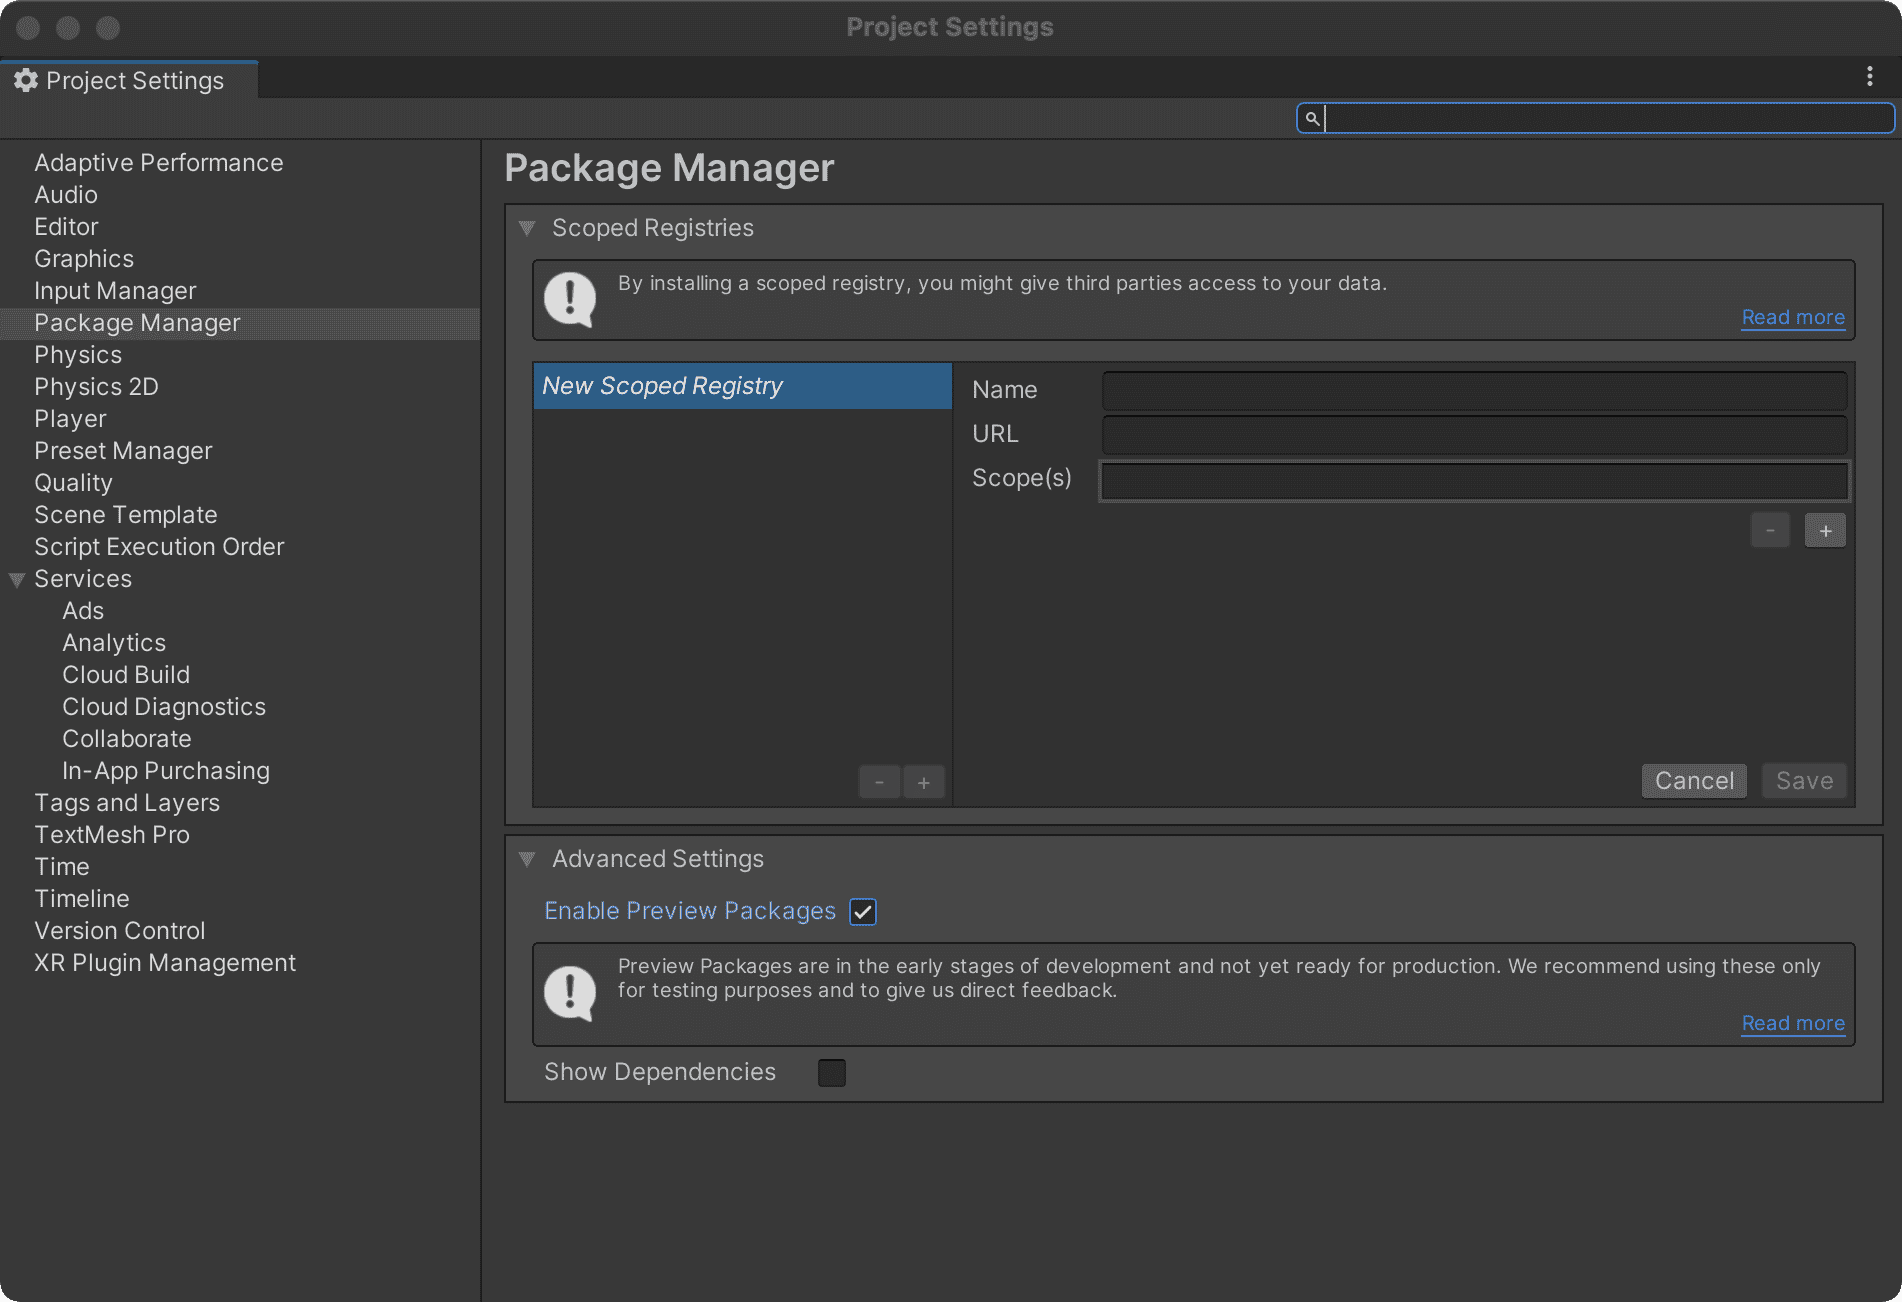 Project Settings
Project Settings
Adaptive Performance
Audio
Editor
Graphics
Input Manager
Package Manager
Physics
Physics 2D
Player
Preset Manager
Quality
Scene Template
Script Execution Order
Services
Ads
Analytics
Cloud Build
Cloud Diagnostics
Collaborate
In-App Purchasing
Tags and Layers
TextMesh Pro
Time
Timeline
Version Control
XR Plugin Management
Package Manager
Scoped Registries
By installing a scoped registry, you might give third parties access to your data.
Read more
New Scoped Registry
- +
Name
URL
Scope(s)
- +
Cancel Save
Advanced Settings
Enable Preview Packages
Preview Packages are in the early stages of development and not yet ready for production. We recommend using these only
for testing purposes and to give us direct feedback.
Read more
Show Dependencies